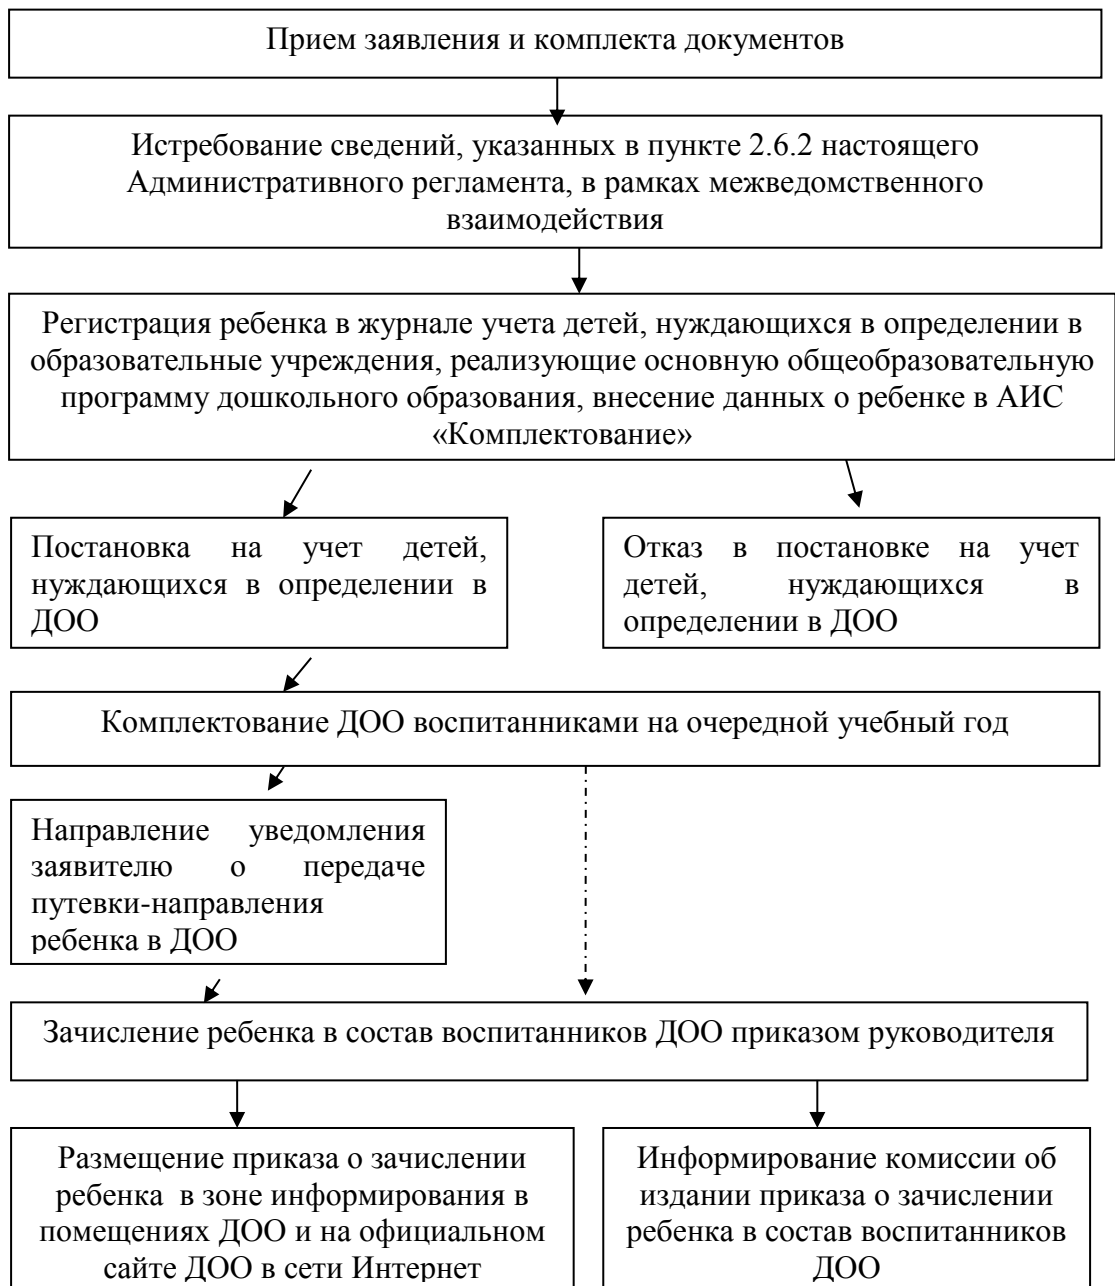 Прием заявления и комплекта документов
Истребование сведений, указанных в пункте 2.6.2 настоящего
Административного регламента, в рамках межведомственного
взаимодействия
Регистрация ребенка в журнале учета детей, нуждающихся в определении в
образовательные учреждения, реализующие основную общеобразовательную
программу дошкольного образования, внесение данных о ребенке в АИС
«Комплектование»
Постановка на учет детей,
нуждающихся в определении в
ДОО
Отказ в постановке на учет
детей, нуждающихся в
определении в ДОО
Комплектование ДОО воспитанниками на очередной учебный год
Направление уведомления
заявителю о передаче
путевки-направления
ребенка в ДОО
Зачисление ребенка в состав воспитанников ДОО приказом руководителя
Размещение приказа о зачислении
ребенка в зоне информирования в
помещениях ДОО и на официальном
сайте ДОО в сети Интернет
Информирование комиссии об
издании приказа о зачислении
ребенка в состав воспитанников
ДОО